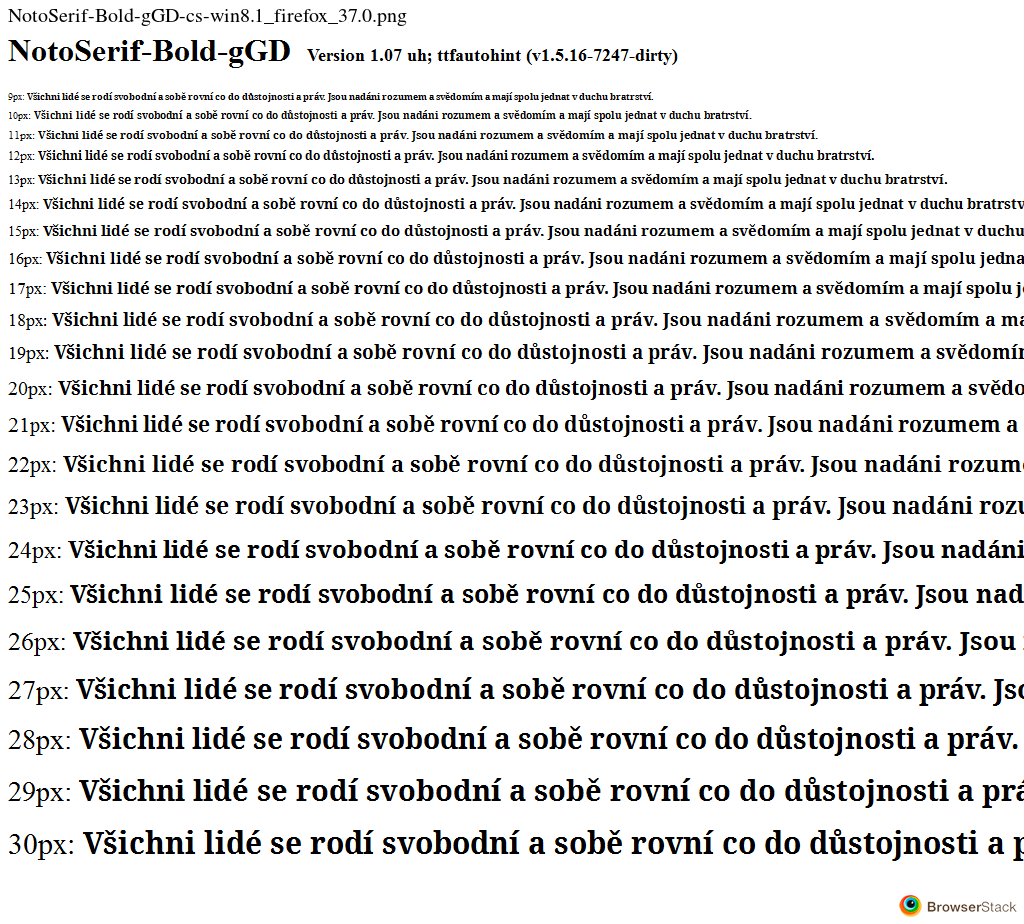 NotoSerif-Bold-gGD-cs-win8.1_firefox_37.0.png
NotoSerif-Bold-gGD Version 1.07 uh; ttfautohint (v1.5.16-7247-dirty)
9px: Všichni lidé se rodí svobodní a sobě rovní co do důstojnosti a práv. Jsou nadáni rozumem a svědomím a mají spolu jednat v duchu bratrství.
10px: Všichni lidé se rodí svobodní a sobě rovní co do důstojnosti a práv. Jsou nadáni rozumem a svědomím a mají spolu jednat v duchu bratrství.
11px: Všichni lidé se rodí svobodní a sobě rovní co do důstojnosti a práv. Jsou nadáni rozumem a svědomím a mají spolu jednat v duchu bratrství.
12px: Všichni lidé se rodí svobodní a sobě rovní co do důstojnosti a práv. Jsou nadáni rozumem a svědomím a mají spolu jednat v duchu bratrství.
13px: Všichni lidé se rodí svobodní a sobě rovní co do důstojnosti a práv. Jsou nadáni rozumem a svědomím a mají spolu jednat v duchu bratrství.
14px: Všichni lidé se rodí svobodní a sobě rovní co do důstojnosti a práv. Jsou nadáni rozumem a svědomím a mají spolu jednat v duchu bratrstv
15px: Všichni lidé se rodí svobodní a sobě rovní co do důstojnosti a práv. Jsou nadáni rozumem a svědomím a mají spolu jednat v duchu
16px: Všichni lidé se rodí svobodní a sobě rovní co do důstojnosti a práv. Jsou nadáni rozumem a svědomím a mají spolu jedna
17px: Všichni lidé se rodí svobodní a sobě rovní co do důstojnosti a práv. Jsou nadáni rozumem a svědomím a mají spolu j
18px: Všichni lidé se rodí svobodní a sobě rovní co do důstojnosti a práv. Jsou nadáni rozumem a svědomím a ma
19px: Všichni lidé se rodí svobodní a sobě rovní co do důstojnosti a práv. Jsou nadáni rozumem a svědomím
20px: Všichni lidé se rodí svobodní a sobě rovní co do důstojnosti a práv. Jsou nadáni rozumem a svědo
21px: Všichni lidé se rodí svobodní a sobě rovní co do důstojnosti a práv. Jsou nadáni rozumem a
22px: Všichni lidé se rodí svobodní a sobě rovní co do důstojnosti a práv. Jsou nadáni rozum
23px: Všichni lidé se rodí svobodní a sobě rovní co do důstojnosti a práv. Jsou nadáni rozu
24px: Všichni lidé se rodí svobodní a sobě rovní co do důstojnosti a práv. Jsou nadáni
25px: Všichni lidé se rodí svobodní a sobě rovní co do důstojnosti a práv. Jsou nad
26px: Všichni lidé se rodí svobodní a sobě rovní co do důstojnosti a práv. Jsou
27px: Všichni lidé se rodí svobodní a sobě rovní co do důstojnosti a práv. Jso
28px: Všichni lidé se rodí svobodní a sobě rovní co do důstojnosti a práv.
29px: Všichni lidé se rodí svobodní a sobě rovní co do důstojnosti a prá
30px: Všichni lidé se rodí svobodní a sobě rovní co do důstojnosti a p
BrowserStack